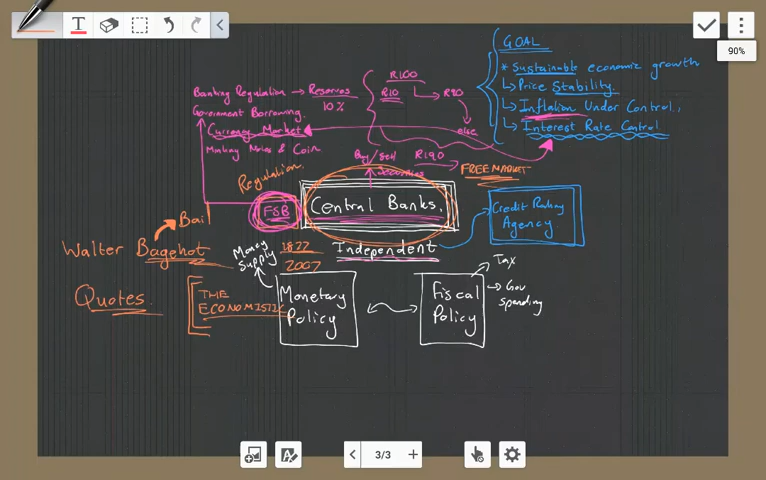 T
90%
GOAL
* Sustainable economic growth
Price Stability.
Inflation Under Control,
Interest Rate Control
R100
R10
R90
else
Banking Regulation → Reserves
10%
Government Borrowing.
Currency Market
Minting Notes & Coin
Buy/Sell
Securities
R190
FREE MARKET
Regulation.
FSB
Central Banks.
Credit Rating
Agency.
Bail
Walter Bagehot
Money
Supply
1877
2007
Independent
Tax
Gov
Spending
Quotes.
THE
ECONOMIST
Monetary
Policy
Fiscal
Policy
3/3